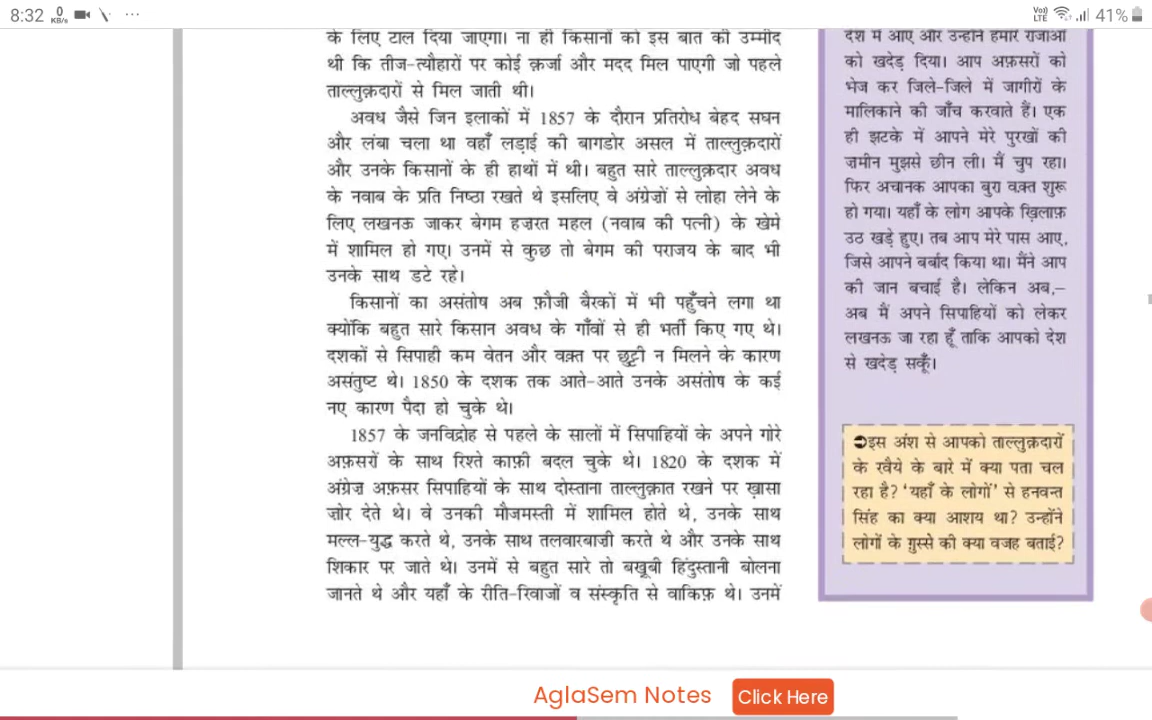 8:32 0 KB/s ... Vo) LTE 41%
के लिए टाल दिया जाएगा। ना ही किसानों को इस बात की उम्मीद
थी कि तीज-त्यौहारों पर कोई क़र्जा और मदद मिल पाएगी जो पहले
ताल्लुक़दारों से मिल जाती थी।
अवध जैसे जिन इलाकों में 1857 के दौरान प्रतिरोध बेहद सघन
और लंबा चला था वहाँ लड़ाई की बागडोर असल में ताल्लुक़दारों
और उनके किसानों के ही हाथों में थी। बहुत सारे ताल्लुक़दार अवध
के नवाब के प्रति निष्ठा रखते थे इसलिए वे अंग्रेज़ों से लोहा लेने के
लिए लखनऊ जाकर बेगम हज़रत महल (नवाब की पत्नी) के खेमे
में शामिल हो गए। उनमें से कुछ तो बेगम की पराजय के बाद भी
उनके साथ डटे रहे।
किसानों का असंतोष अब फ़ौजी बैरकों में भी पहुँचने लगा था
क्योंकि बहुत सारे किसान अवध के गाँवों से ही भर्ती किए गए थे।
दशकों से सिपाही कम वेतन और वक़्त पर छुट्टी न मिलने के कारण
असंतुष्ट थे। 1850 के दशक तक आते-आते उनके असंतोष के कई
नए कारण पैदा हो चुके थे।
1857 के जनविद्रोह से पहले के सालों में सिपाहियों के अपने गोरे
अफ़सरों के साथ रिश्ते काफ़ी बदल चुके थे। 1820 के दशक में
अंग्रेज़ अफ़सर सिपाहियों के साथ दोस्ताना ताल्लुक़ात रखने पर ख़ासा
ज़ोर देते थे। वे उनकी मौजमस्ती में शामिल होते थे, उनके साथ
मल्ल-युद्ध करते थे, उनके साथ तलवारबाज़ी करते थे और उनके साथ
शिकार पर जाते थे। उनमें से बहुत सारे तो बखूबी हिंदुस्तानी बोलना
जानते थे और यहाँ के रीति-रिवाजों व संस्कृति से वाकिफ़ थे। उनमें
देश में आए और उन्होंने हमारे राजाओं
को खदेड़ दिया। आप अफ़सरों को
भेज कर जिले-जिले में जागीरों के
मालिकाने की जाँच करवाते हैं। एक
ही झटके में आपने मेरे पुरखों की
ज़मीन मुझसे छीन ली। मैं चुप रहा।
फिर अचानक आपका बुरा वक़्त शुरू
हो गया। यहाँ के लोग आपके ख़िलाफ़
उठ खड़े हुए। तब आप मेरे पास आए,
जिसे आपने बर्बाद किया था। मैंने आप
की जान बचाई है। लेकिन अब,–
अब मैं अपने सिपाहियों को लेकर
लखनऊ जा रहा हूँ ताकि आपको देश
से खदेड़ सकूँ।
➲इस अंश से आपको ताल्लुक़दारों
के रवैये के बारे में क्या पता चल
रहा है? 'यहाँ के लोगों' से हनवन्त
सिंह का क्या आशय था? उन्होंने
लोगों के ग़ुस्से की क्या वजह बताई?
AglaSem Notes Click Here